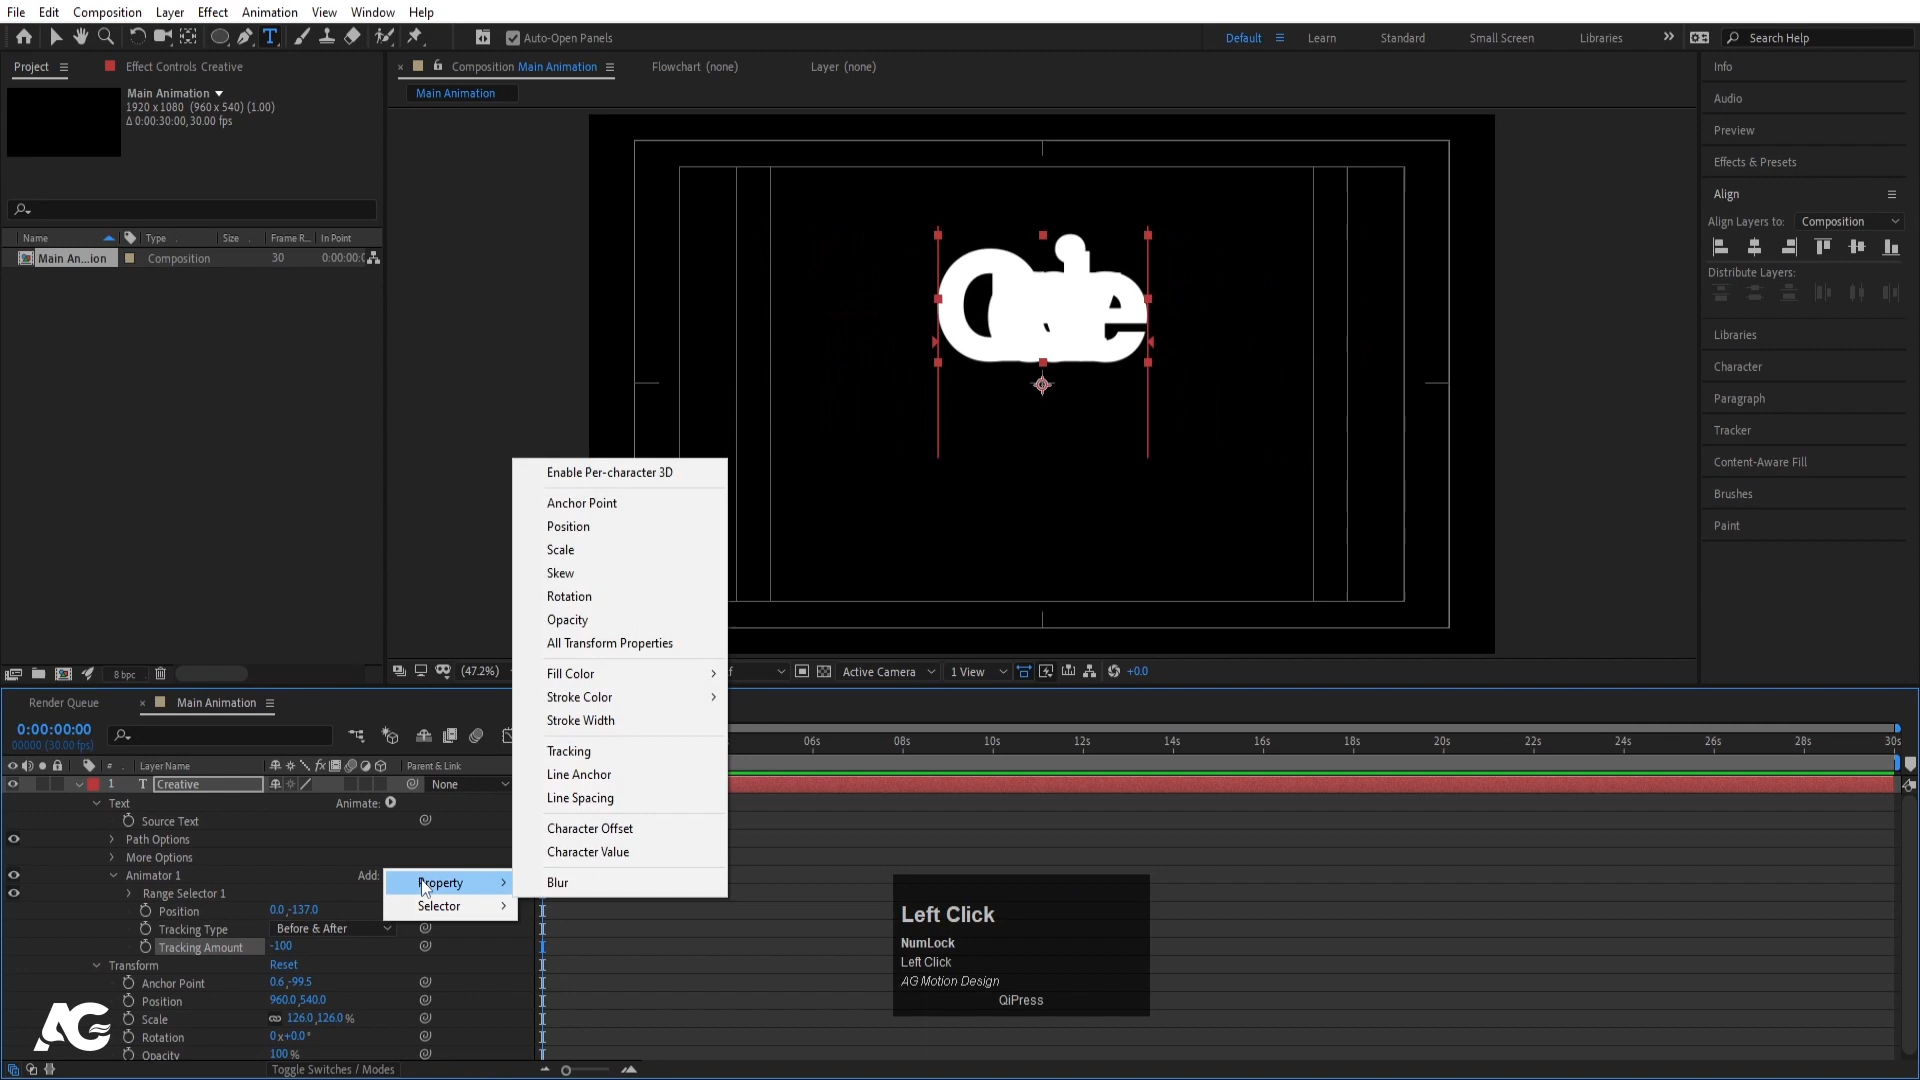 File Edit Composition Layer Effect Animation View Window Help
Auto-Open Panels Default Learn Standard Small Screen Libraries Search Help
Project Effect Controls Creative
Composition Main Animation Flowchart (none) Layer (none)
Main Animation
Main Animation
1920 x 1080 (960 x 540) (1.00)
Δ 0:00:30:00, 30.00 fps
Name Type Size Frame R... In Point
Main An...ion Composition 30 0:00:00:0
Creative
Info
Audio
Preview
Effects & Presets
Align
Align Layers to: Composition
Distribute Layers:
Libraries
Character
Paragraph
Tracker
Content-Aware Fill
Brushes
Paint
8 bpc
(47.2%) Active Camera 1 View +0.0
Enable Per-character 3D
Anchor Point
Position
Scale
Skew
Rotation
Opacity
All Transform Properties
Fill Color
Stroke Color
Stroke Width
Tracking
Line Anchor
Line Spacing
Character Offset
Character Value
Blur
Property
Selector
Render Queue Main Animation
0:00:00:00
00000 (30.00 fps)
06s 08s 10s 12s 14s 16s 18s 20s 22s 24s 26s 28s 30s
# Layer Name Parent & Link
1 T Creative None
Text Animate:
Source Text
Path Options
More Options
Animator 1 Add:
Range Selector 1
Position 0.0,-137.0
Tracking Type Before & After
Tracking Amount -100
Transform Reset
Anchor Point 0.6,-99.5
Position 960.0,540.0
Scale 126.0,126.0%
Rotation 0x+0.0°
Opacity 100%
Toggle Switches / Modes
Left Click
NumLock
Left Click
AG Motion Design
QiPress
AG